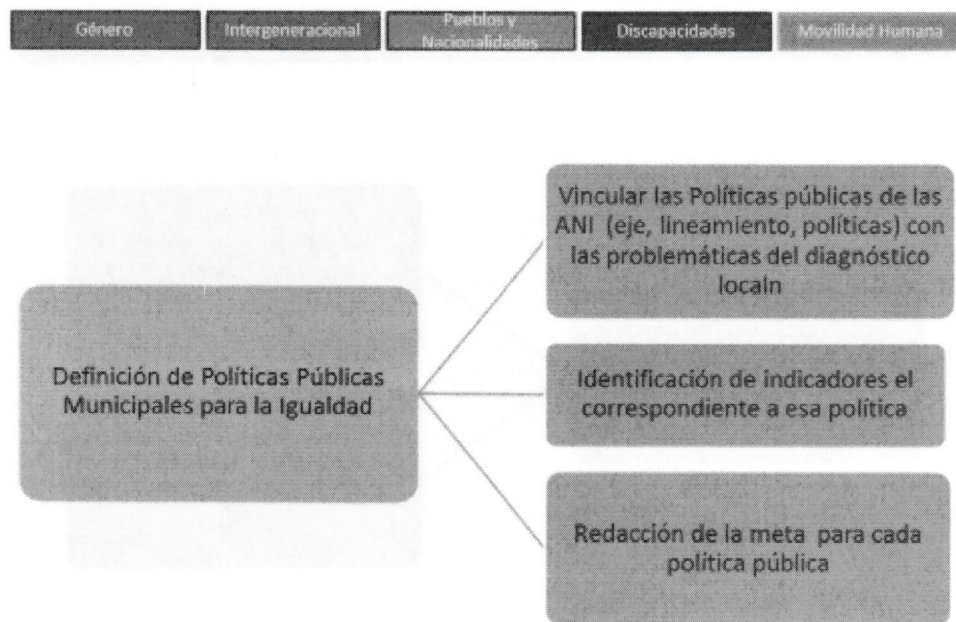 Género
Intergeneracional
Pueblos y
Nacionalidades
Discapacidades
Movilidad Humana
Vincular las Políticas públicas de las
ANI (eje, lineamiento, políticas) con
las problemáticas del diagnóstico
localn
Definición de Políticas Públicas
Municipales para la Igualdad
Identificación de indicadores el
correspondiente a esa política
Redacción de la meta para cada
política pública